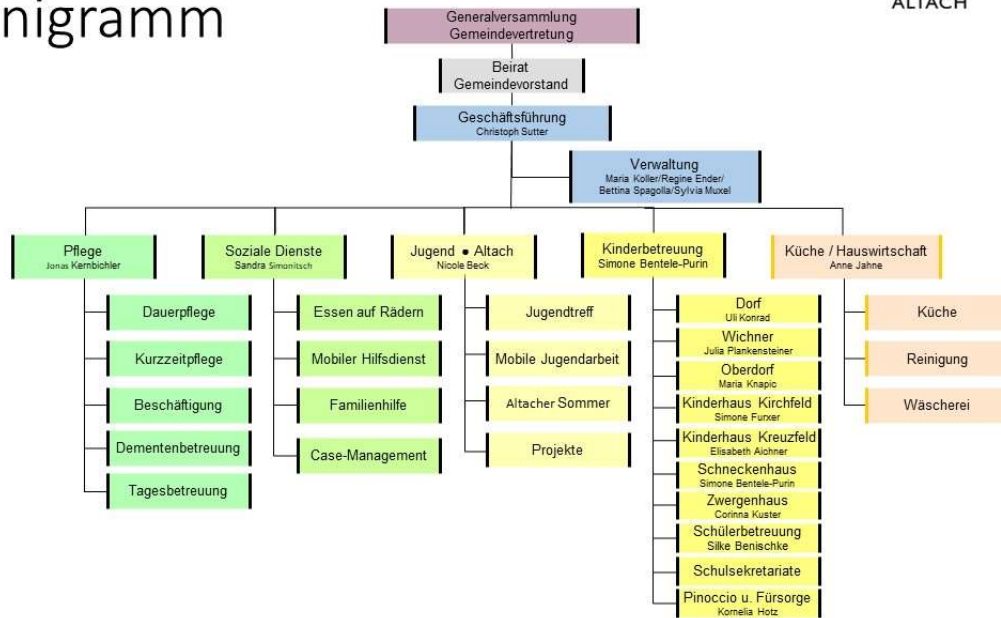 nigramm
ALTACH
Generalversammlung
Gemeindevertretung
Beirat
Gemeindevorstand
Geschäftsführung
Christoph Sutter
Verwaltung
Maria Koller/Regine Ender/
Bettina Spagolla/Sylvia Muxel
Pflege
Jonas Kernbichler
Dauerpflege
Kurzzeitpflege
Beschäftigung
Dementenbetreuung
Tagesbetreuung
Soziale Dienste
Sandra Simonitsch
Essen auf Rädern
Mobiler Hilfsdienst
Familienhilfe
Case-Management
Jugend • Altach
Nicole Beck
Jugendtreff
Mobile Jugendarbeit
Altacher Sommer
Projekte
Kinderbetreuung
Simone Bentele-Purin
Dorf
Uli Konrad
Wichner
Julia Plankensteiner
Oberdorf
Maria Knapic
Kinderhaus Kirchfeld
Simone Furxer
Kinderhaus Kreuzfeld
Elisabeth Aichner
Schneckenhaus
Simone Bentele-Purin
Zwergenhaus
Corinna Kuster
Schülerbetreuung
Silke Benischke
Schulsekretariate
Pinoccio u. Fürsorge
Kornelia Hotz
Küche / Hauswirtschaft
Anne Jahne
Küche
Reinigung
Wäscherei